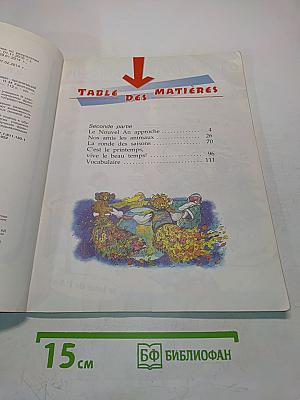 TABLE DES MATIÈRES
Seconde partie
Le Nouvel An approche . . . . . . . . . . . . 4
Nos amis les animaux . . . . . . . . . . . . 26
La ronde des saisons . . . . . . . . . . . . 70
C'est le printemps,
vive le beau temps! . . . . . . . . . . . . 96
Vocabulaire . . . . . . . . . . . . 111
15 см
БФ БИБЛИОФАН